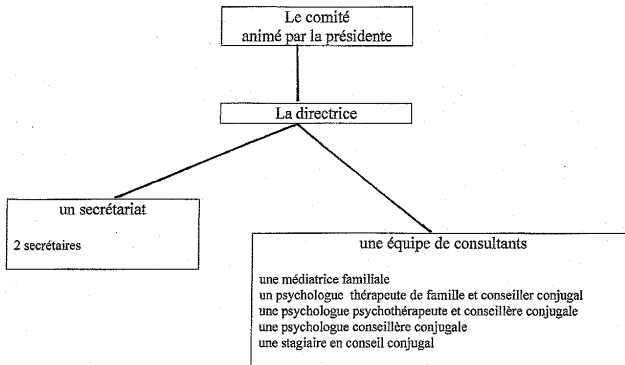 Le comité
animé par la présidente
La directrice
un secrétariat
2 secrétaires
une équipe de consultants
une médiatrice familiale
un psychologue thérapeute de famille et conseiller conjugal
une psychologue psychothérapeute et conseillère conjugale
une psychologue conseillère conjugale
une stagiaire en conseil conjugal